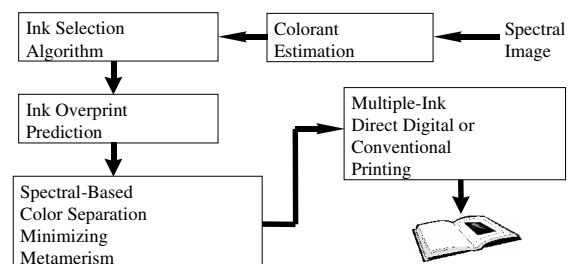 Spectral
Image
Colorant
Estimation
Ink Selection
Algorithm
Ink Overprint
Prediction
Spectral-Based
Color Separation
Minimizing
Metamerism
Multiple-Ink
Direct Digital or
Conventional
Printing